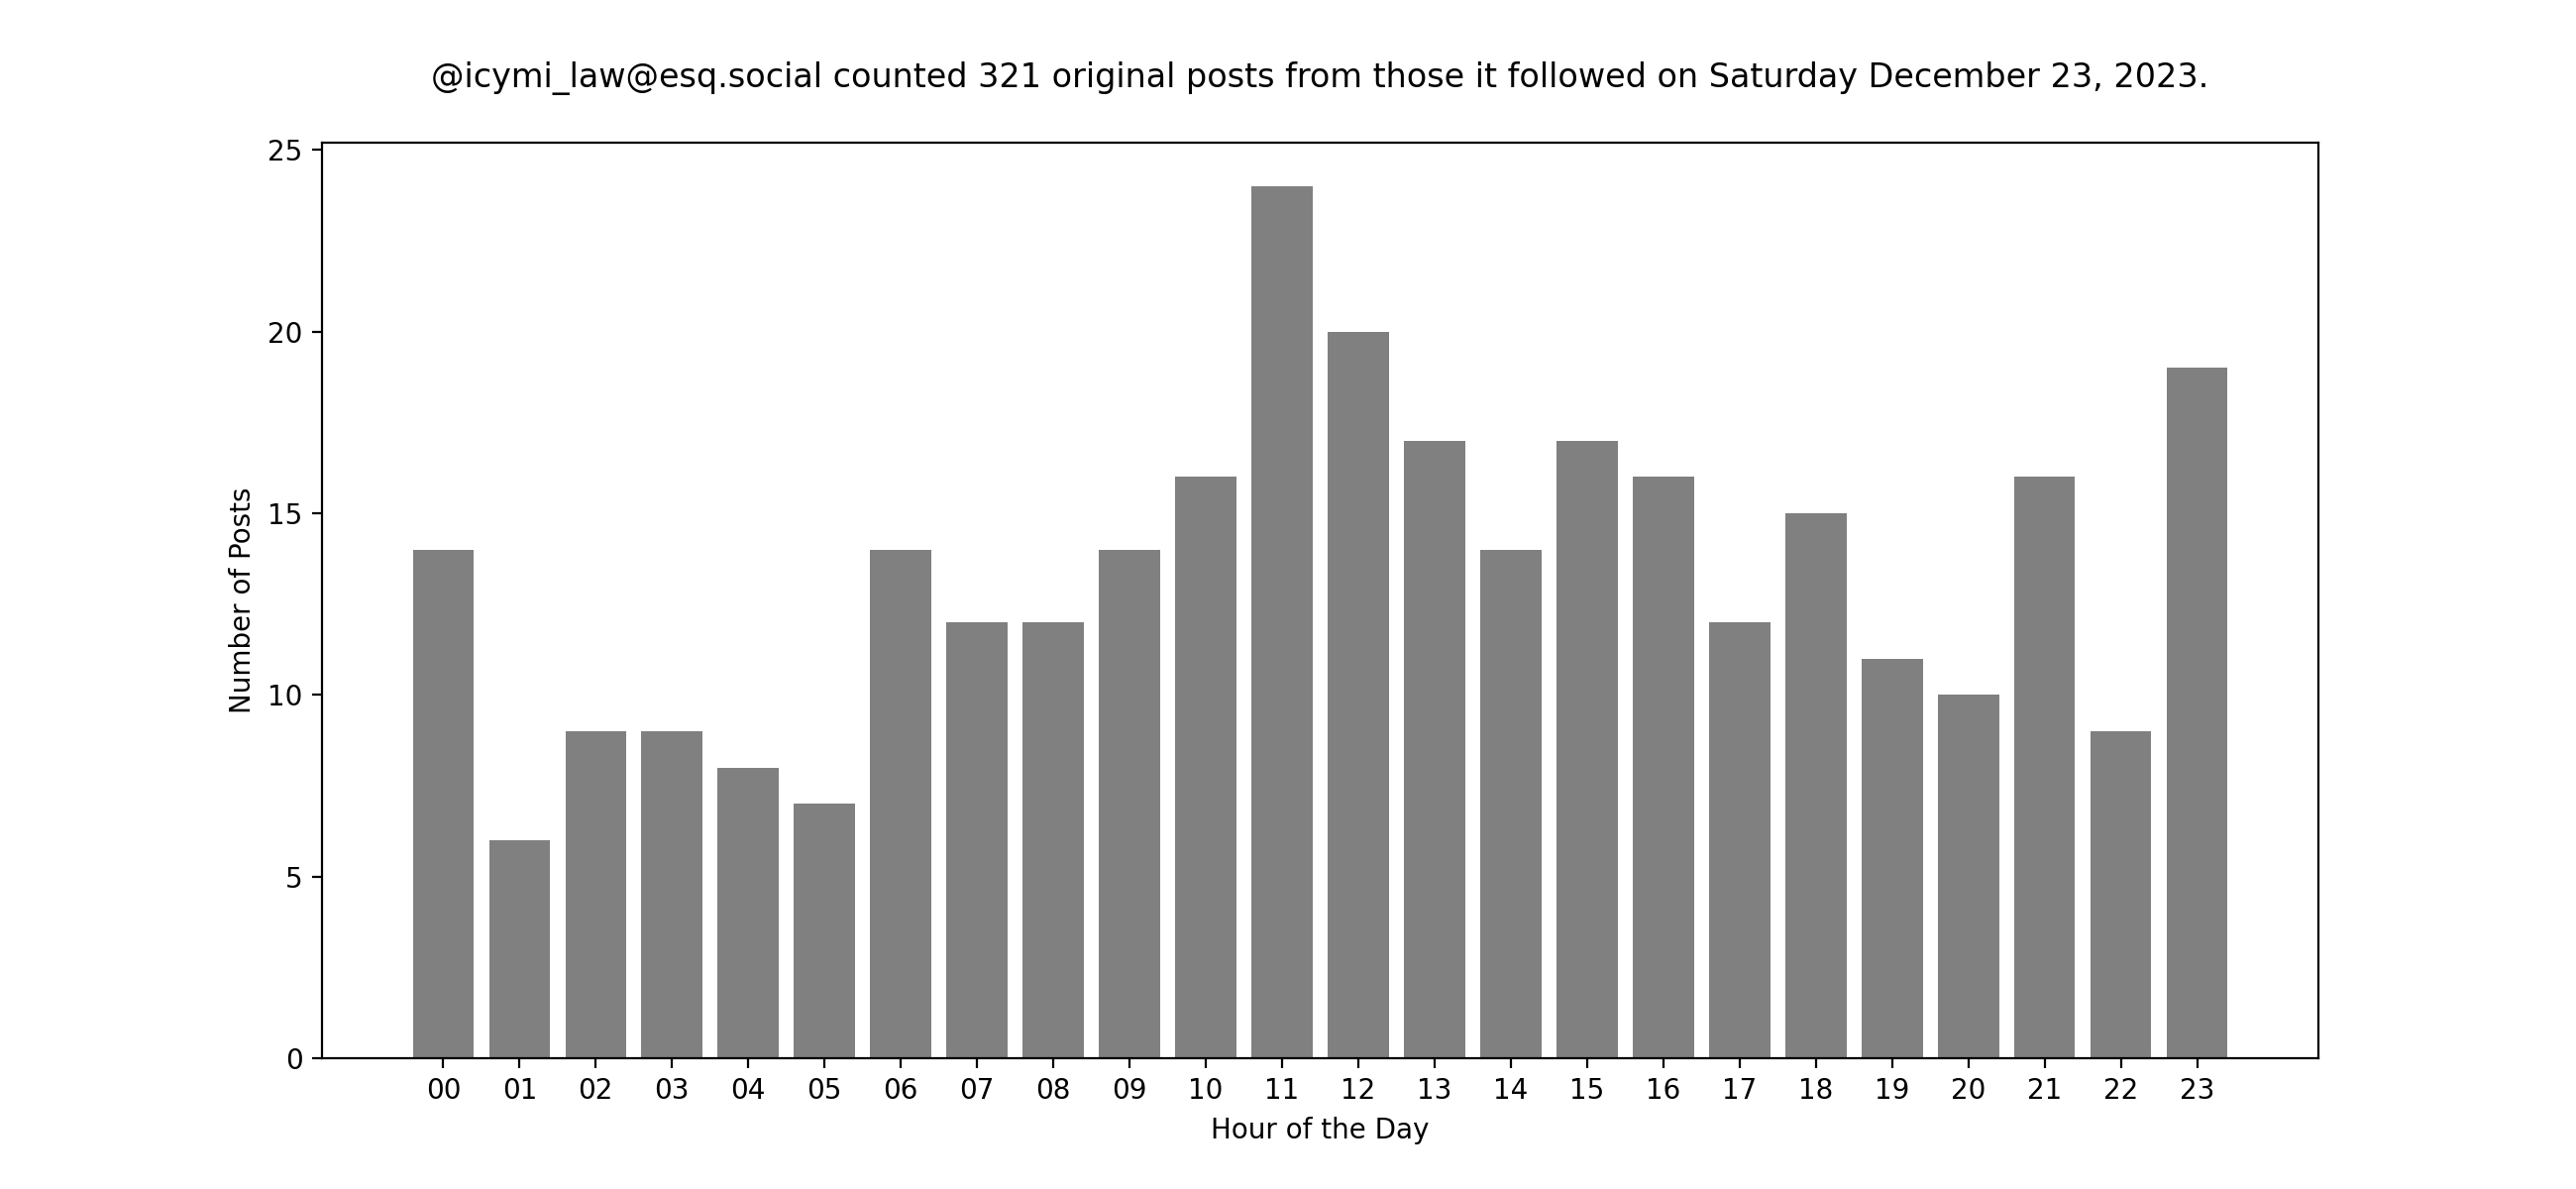 @icymi_law@esq.social counted 321 original posts from those it followed on Saturday December 23, 2023.
25
20
15
10
5
0
Number of Posts
00 01 02 03 04 05 06 07 08 09 10 11 12 13 14 15 16 17 18 19 20 21 22 23
Hour of the Day